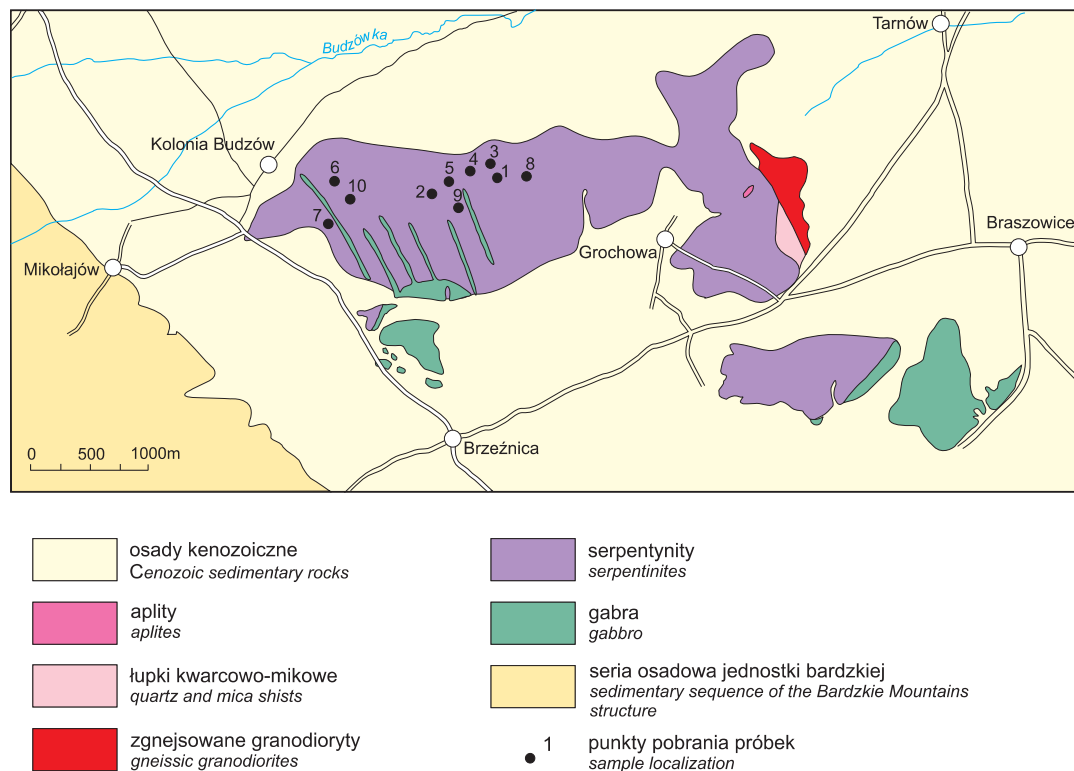 Tarnów
Budzówka
Kolonia Budzów
3
4
5
1
8
6
10
2
9
7
Braszowice
Grochowa
Mikołajów
Brzeźnica
0 500 1000m
osady kenozoiczne
Cenozoic sedimentary rocks
aplity
aplites
łupki kwarcowo-mikowe
quartz and mica shists
zgnejsowane granodioryty
gneissic granodiorites
serpentynity
serpentinites
gabra
gabbro
seria osadowa jednostki bardzkiej
sedimentary sequence of the Bardzkie Mountains
structure
1 punkty pobrania próbek
sample localization